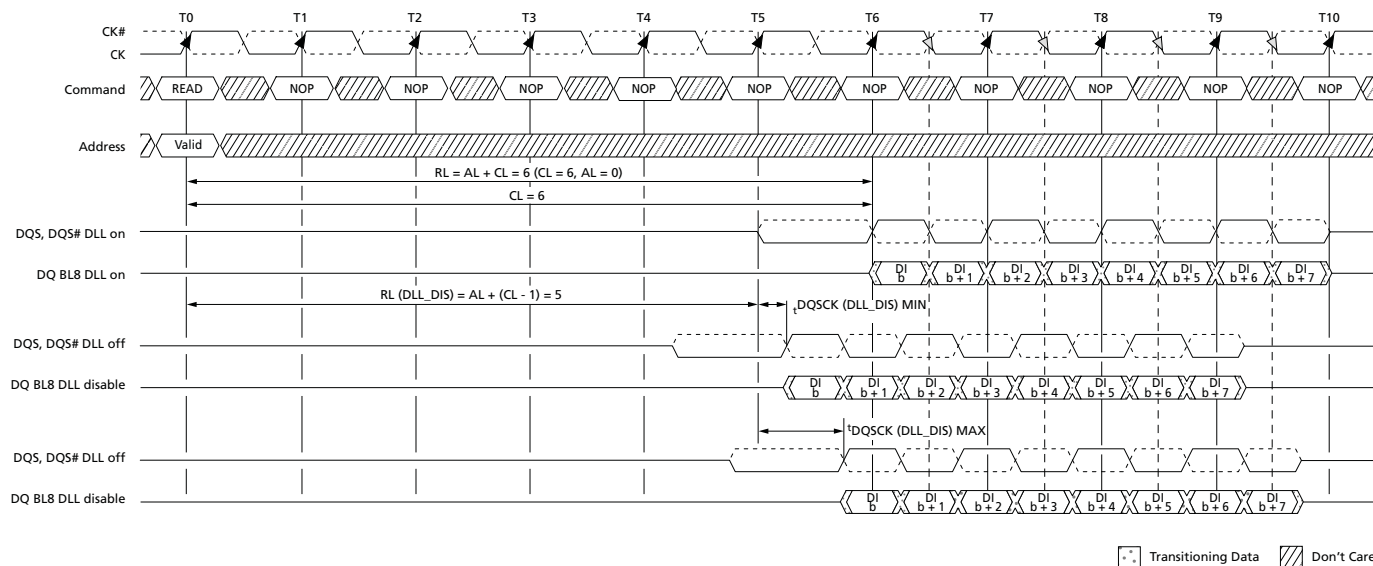 T0 T1 T2 T3 T4 T5 T6 T7 T8 T9 T10
CK#
CK
Command READ NOP NOP NOP NOP NOP NOP NOP NOP NOP NOP
Address Valid
RL = AL + CL = 6 (CL = 6, AL = 0)
CL = 6
DQS, DQS# DLL on
DQ BL8 DLL on DI b DI b + 1 DI b + 2 DI b + 3 DI b + 4 DI b + 5 DI b + 6 DI b + 7
RL (DLL_DIS) = AL + (CL - 1) = 5
tDQSCK (DLL_DIS) MIN
DQS, DQS# DLL off
DQ BL8 DLL disable DI b DI b + 1 DI b + 2 DI b + 3 DI b + 4 DI b + 5 DI b + 6 DI b + 7
tDQSCK (DLL_DIS) MAX
DQS, DQS# DLL off
DQ BL8 DLL disable DI b DI b + 1 DI b + 2 DI b + 3 DI b + 4 DI b + 5 DI b + 6 DI b + 7
Transitioning Data Don't Care